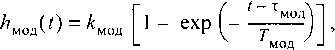 h_мод(t) = k_мод [1 - exp(-(t - τ_мод)/T_мод)],